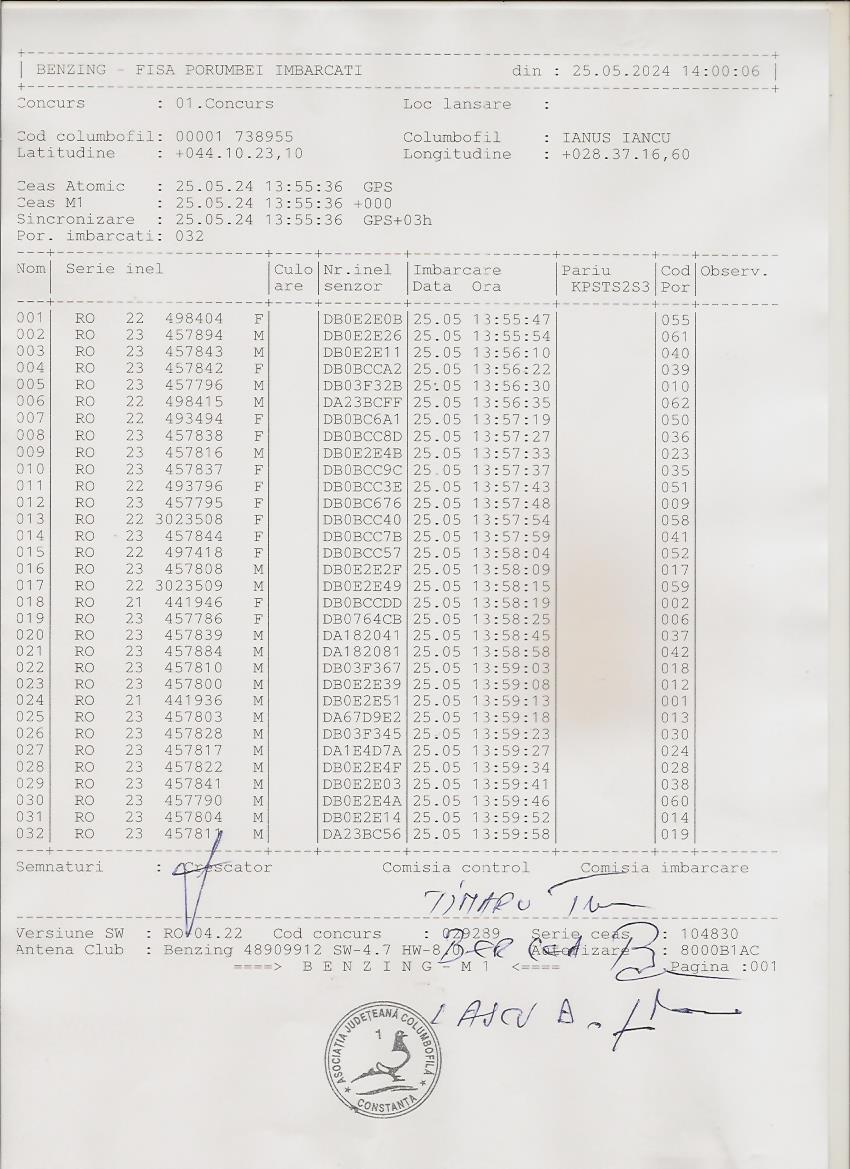 BENZING - FISA PORUMBEI IMBARCATI din : 25.05.2024 14:00:06
Concurs : 01.Concurs Loc lansare :
Cod columbofil: 00001 738955 Columbofil : IANUS IANCU
Latitudine : +044.10.23,10 Longitudine : +028.37.16,60
Ceas Atomic : 25.05.24 13:55:36 GPS
Ceas M1 : 25.05.24 13:55:36 +000
Sincronizare : 25.05.24 13:55:36 GPS+03h
Por. imbarcati: 032
Nom Serie inel Culo Nr.inel Imbarcare Pariu Cod Observ.
are senzor Data Ora KPSTS2S3 Por
001 RO 22 498404 F DB0E2E0B 25.05 13:55:47 055
002 RO 23 457894 M DB0E2E26 25.05 13:55:54 061
003 RO 23 457843 M DB0E2E11 25.05 13:56:10 040
004 RO 23 457842 F DB0BCCA2 25.05 13:56:22 039
005 RO 23 457796 M DB03F32B 25.05 13:56:30 010
006 RO 22 498415 M DA23BCFF 25.05 13:56:35 062
007 RO 22 493494 F DB0BC6A1 25.05 13:57:19 050
008 RO 23 457838 F DB0BCC8D 25.05 13:57:27 036
009 RO 23 457816 M DB0E2E4B 25.05 13:57:33 023
010 RO 23 457837 F DB0BCC9C 25.05 13:57:37 035
011 RO 22 493796 F DB0BCC3E 25.05 13:57:43 051
012 RO 23 457795 F DB0BC676 25.05 13:57:48 009
013 RO 22 3023508 F DB0BCC40 25.05 13:57:54 058
014 RO 23 457844 F DB0BCC7B 25.05 13:57:59 041
015 RO 22 497418 F DB0BCC57 25.05 13:58:04 052
016 RO 23 457808 M DB0E2E2F 25.05 13:58:09 017
017 RO 22 3023509 M DB0E2E49 25.05 13:58:15 059
018 RO 21 441946 F DB0BCCDD 25.05 13:58:19 002
019 RO 23 457786 F DB0764CB 25.05 13:58:25 006
020 RO 23 457839 M DA182041 25.05 13:58:45 037
021 RO 23 457884 M DA182081 25.05 13:58:58 042
022 RO 23 457810 M DB03F367 25.05 13:59:03 018
023 RO 23 457800 M DB0E2E39 25.05 13:59:08 012
024 RO 21 441936 M DB0E2E51 25.05 13:59:13 001
025 RO 23 457803 M DA67D9E2 25.05 13:59:18 013
026 RO 23 457828 M DB03F345 25.05 13:59:23 030
027 RO 23 457817 M DA1E4D7A 25.05 13:59:27 024
028 RO 23 457822 M DB0E2E4F 25.05 13:59:34 028
029 RO 23 457841 M DB0E2E03 25.05 13:59:41 038
030 RO 23 457790 M DB0E2E4A 25.05 13:59:46 060
031 RO 23 457804 M DB0E2E14 25.05 13:59:52 014
032 RO 23 457811 M DA23BC56 25.05 13:59:58 019
Semnaturi : Crescator Comisia control Comisia imbarcare
TIMARU
Versiune SW : RO-04.22 Cod concurs : 029289 Serie ceas : 104830
Antena Club : Benzing 48909912 SW-4.7 HW-8.0 Autorizare : 8000B1AC
====> B E N Z I N G - M 1 <==== Pagina :001
LASCU A.
ASOCIAȚIA JUDEȚEANĂ COLUMBOFILĂ
1
★ CONSTANȚA ★